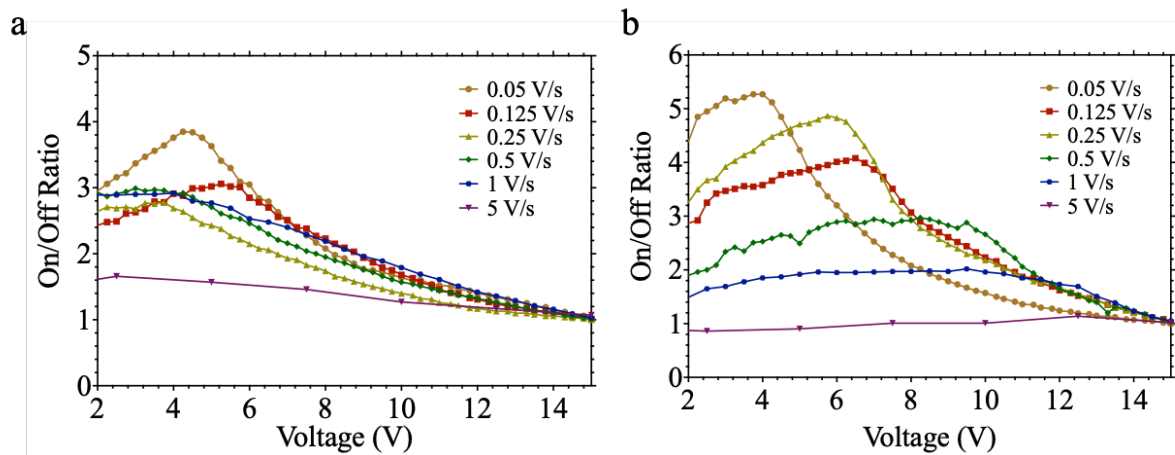 a
5
4
3
2
1
0
On/Off Ratio
0.05 V/s
0.125 V/s
0.25 V/s
0.5 V/s
1 V/s
5 V/s
2 4 6 8 10 12 14
Voltage (V)
b
6
5
4
3
2
1
0
On/Off Ratio
0.05 V/s
0.125 V/s
0.25 V/s
0.5 V/s
1 V/s
5 V/s
2 4 6 8 10 12 14
Voltage (V)